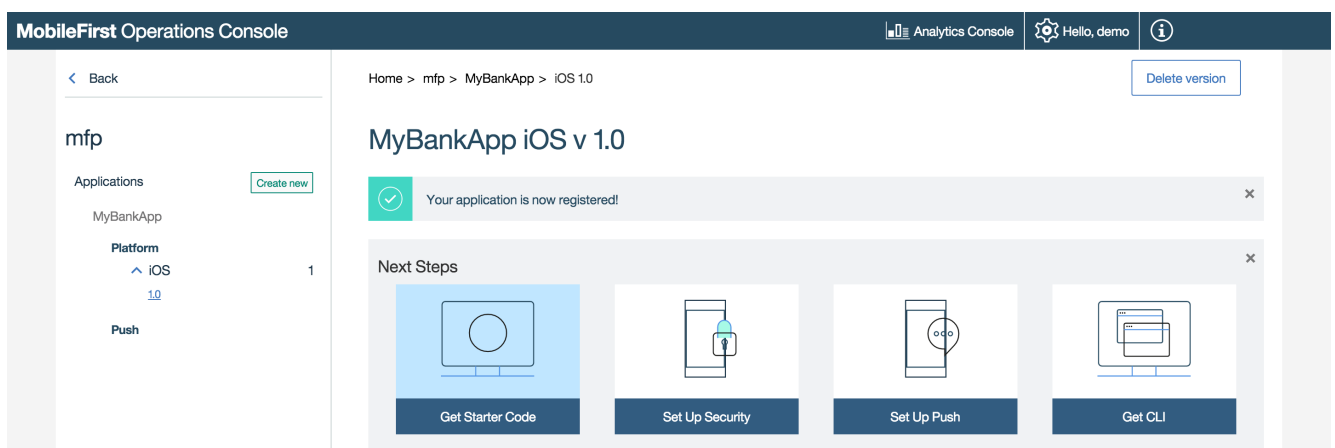 MobileFirst Operations Console
Analytics Console
Hello, demo
Back
Home > mfp > MyBankApp > iOS 1.0
Delete version
mfp
MyBankApp iOS v 1.0
Applications
Create new
Your application is now registered!
MyBankApp
Platform
iOS 1
1.0
Push
Next Steps
Get Starter Code
Set Up Security
Set Up Push
Get CLI